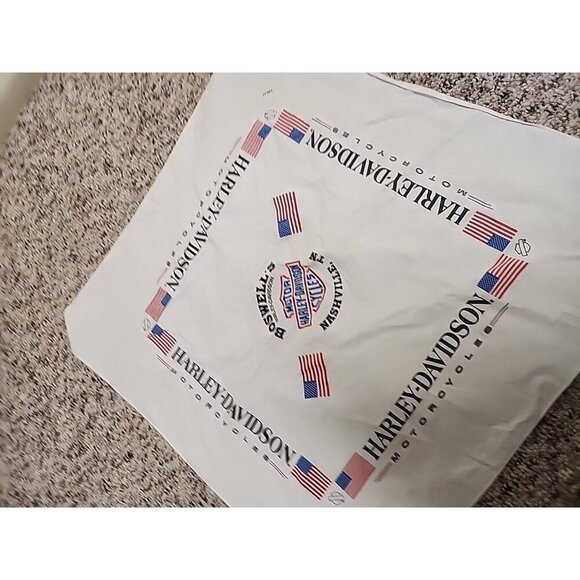 HARLEY-DAVIDSON
MOTORCYCLES
HARLEY-DAVIDSON
MOTORCYCLES
BOSWELL'S
MOTOR
HARLEY-DAVIDSON
CYCLES
NASHVILLE, TN
HARLEY-DAVIDSON
MOTORCYCLES
HARLEY-DAVIDSON
MOTORCYCLES